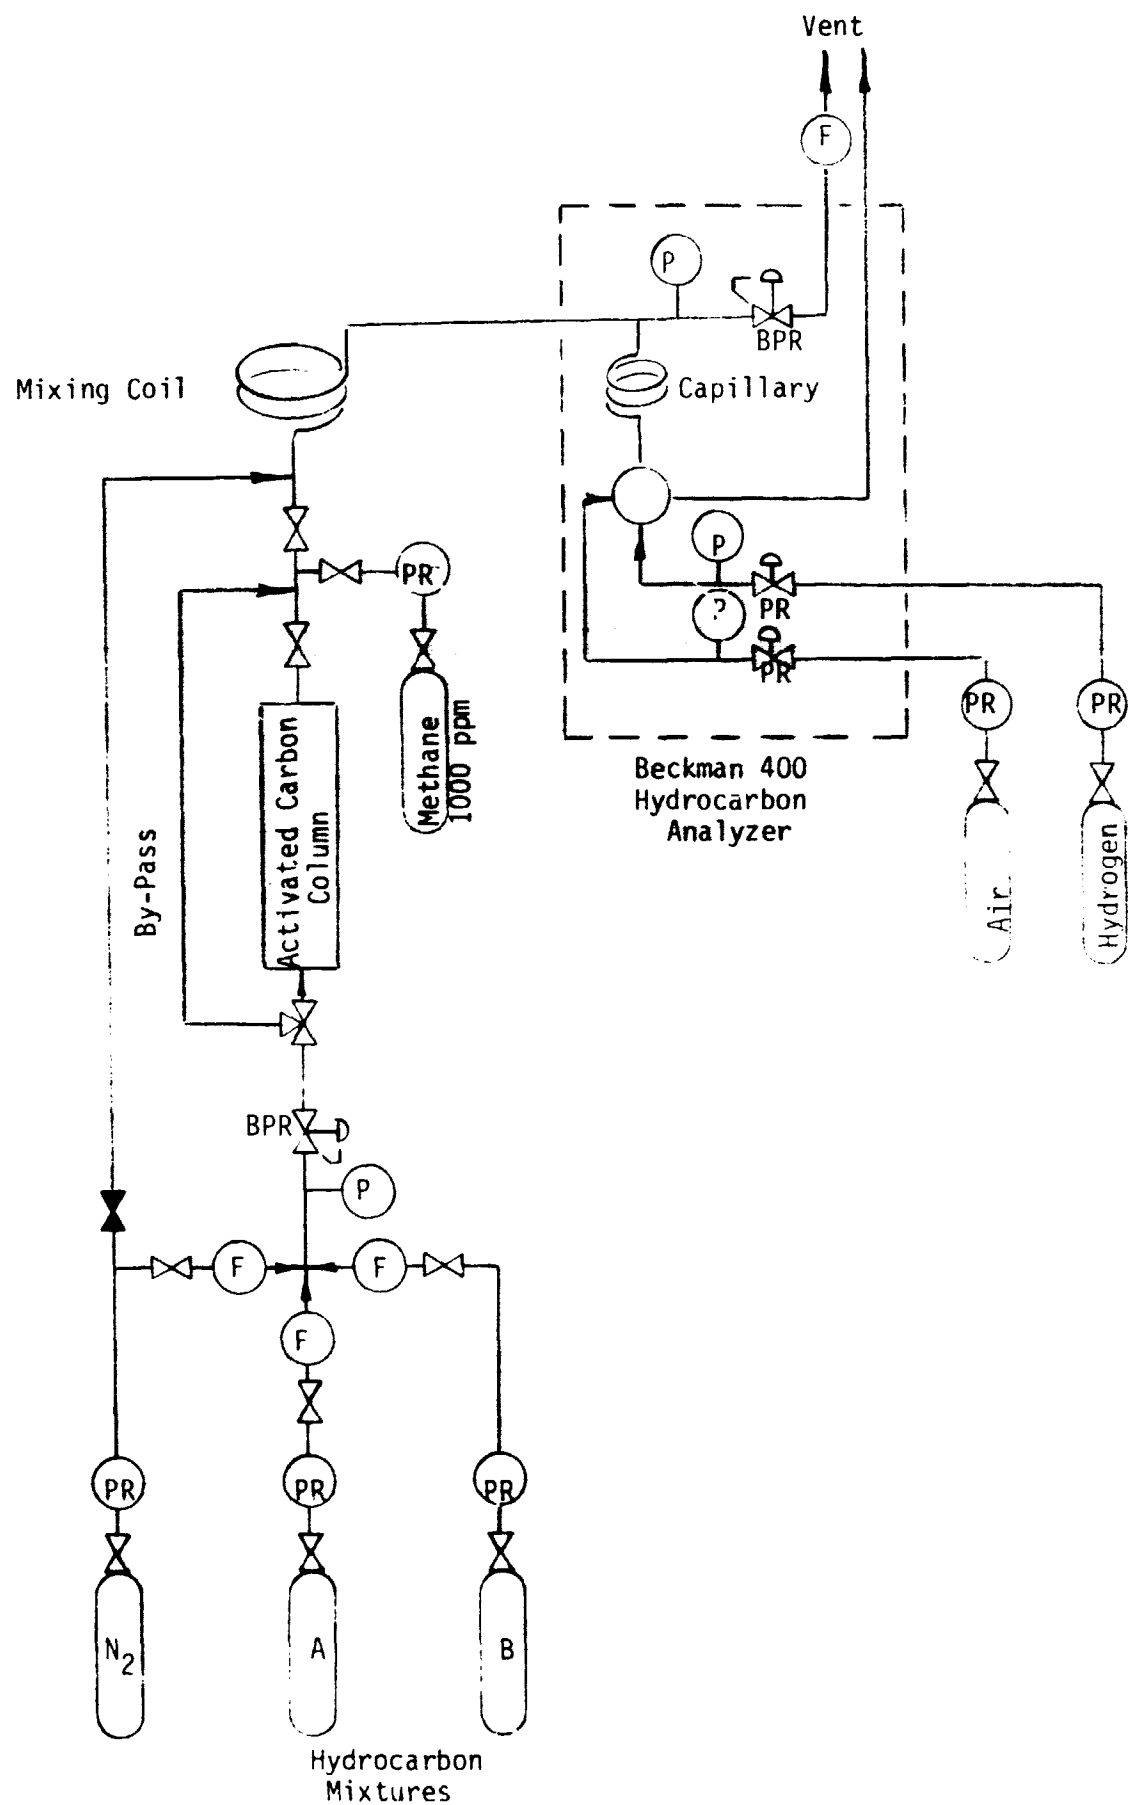 Vent
F
P
BPR
Mixing Coil
Capillary
P
PR
PR
?
PR
PR
PR
Methane
1000 ppm
Activated Carbon
Column
By-Pass
Beckman 400
Hydrocarbon
Analyzer
Air
Hydrogen
BPR
P
F
F
F
PR
PR
PR
N2
A
B
Hydrocarbon
Mixtures